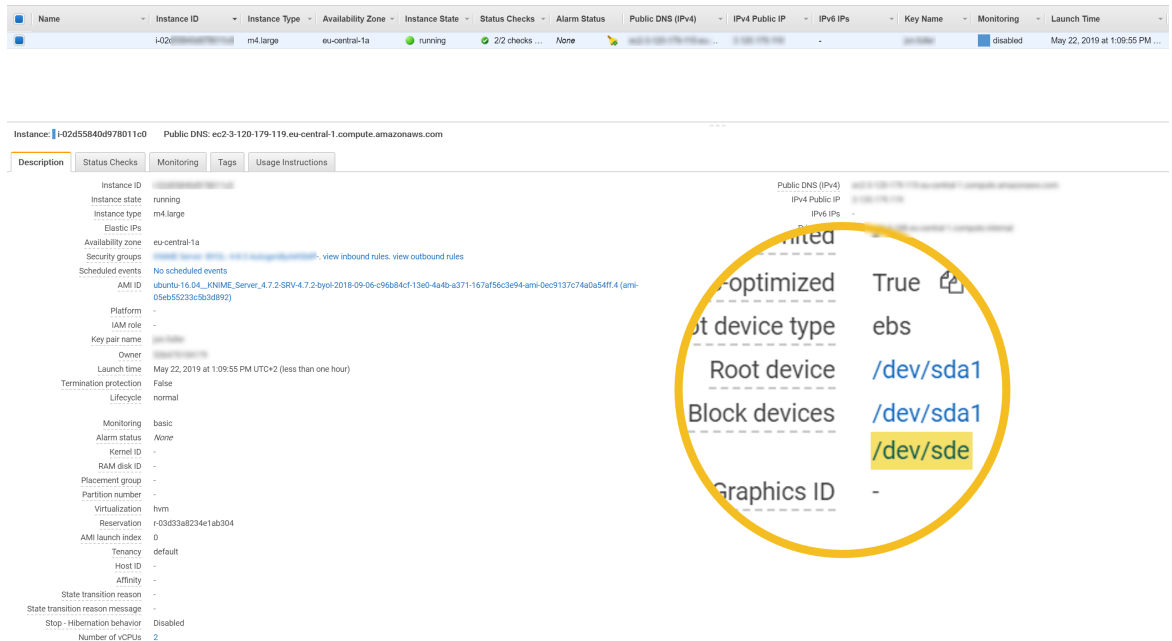 Name Instance ID Instance Type Availability Zone Instance State Status Checks Alarm Status Public DNS (IPv4) IPv4 Public IP IPv6 IPs Key Name Monitoring Launch Time
i-02 m4.large eu-central-1a running 2/2 checks ... None - disabled May 22, 2019 at 1:09:55 PM ...
Instance: i-02d55840d978011c0 Public DNS: ec2-3-120-179-119.eu-central-1.compute.amazonaws.com
Description Status Checks Monitoring Tags Usage Instructions
Instance ID
Instance state running
Instance type m4.large
Elastic IPs
Availability zone eu-central-1a
Security groups . view inbound rules. view outbound rules
Scheduled events No scheduled events
AMI ID ubuntu-16.04__KNIME_Server_4.7.2-SRV-4.7.2-byol-2018-09-06-c96b84cf-13e0-4a4b-a371-167af56c3e94-ami-0ec9137c74a0a54ff.4 (ami-
05eb55233c5b3d892)
Platform -
IAM role -
Key pair name
Owner
Launch time May 22, 2019 at 1:09:55 PM UTC+2 (less than one hour)
Termination protection False
Lifecycle normal
Monitoring basic
Alarm status None
Kernel ID -
RAM disk ID -
Placement group -
Partition number -
Virtualization hvm
Reservation r-03d33a8234e1ab304
AMI launch index 0
Tenancy default
Host ID -
Affinity -
State transition reason -
State transition reason message -
Stop - Hibernation behavior Disabled
Number of vCPUs 2
Public DNS (IPv4)
IPv4 Public IP
IPv6 IPs -
-optimized True
device type ebs
Root device /dev/sda1
Block devices /dev/sda1
/dev/sde
Graphics ID -